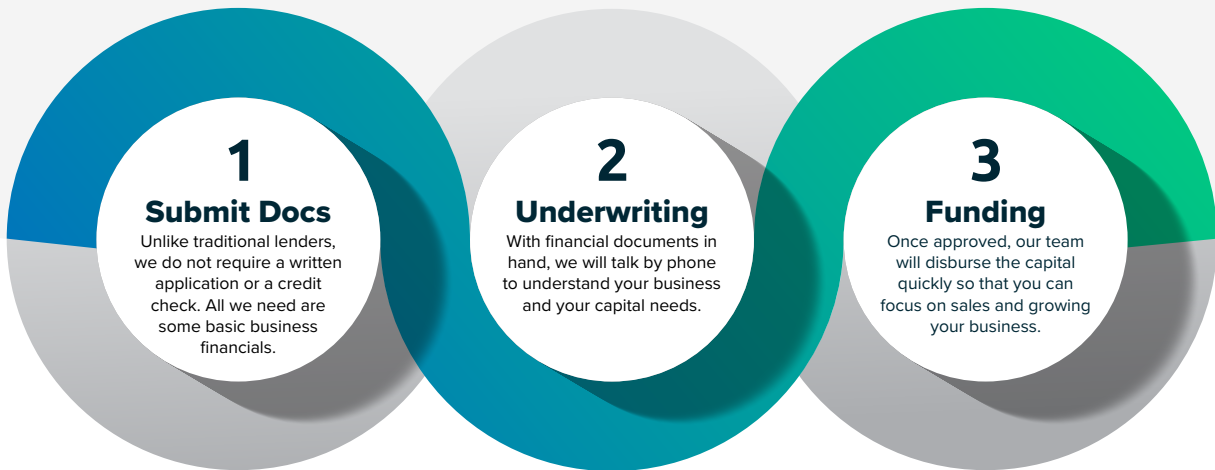 1
Submit Docs
Unlike traditional lenders,
we do not require a written
application or a credit
check. All we need are
some basic business
financials.
2
Underwriting
With financial documents in
hand, we will talk by phone
to understand your business
and your capital needs.
3
Funding
Once approved, our team
will disburse the capital
quickly so that you can
focus on sales and growing
your business.